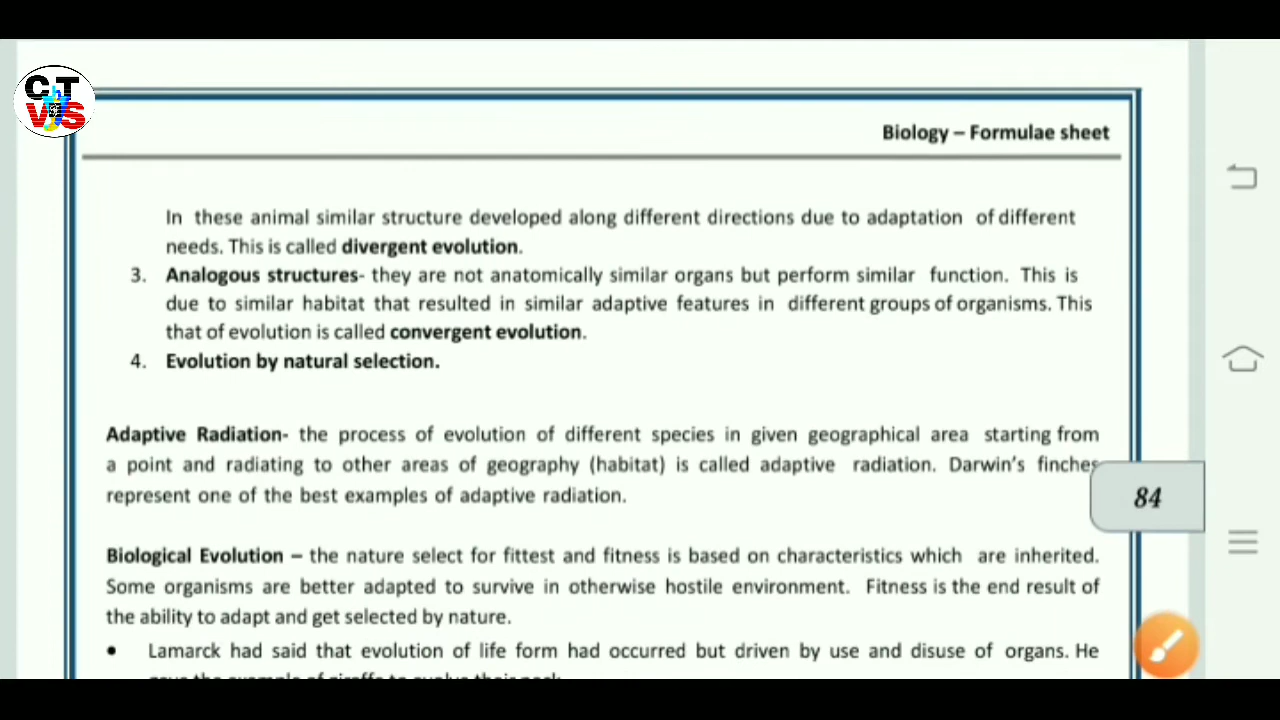 CT
VJS
Biology – Formulae sheet
In these animal similar structure developed along different directions due to adaptation of different
needs. This is called divergent evolution.
3. Analogous structures- they are not anatomically similar organs but perform similar function. This is
due to similar habitat that resulted in similar adaptive features in different groups of organisms. This
that of evolution is called convergent evolution.
4. Evolution by natural selection.
Adaptive Radiation- the process of evolution of different species in given geographical area starting from
a point and radiating to other areas of geography (habitat) is called adaptive radiation. Darwin's finches
represent one of the best examples of adaptive radiation.
84
Biological Evolution – the nature select for fittest and fitness is based on characteristics which are inherited.
Some organisms are better adapted to survive in otherwise hostile environment. Fitness is the end result of
the ability to adapt and get selected by nature.
• Lamarck had said that evolution of life form had occurred but driven by use and disuse of organs. He